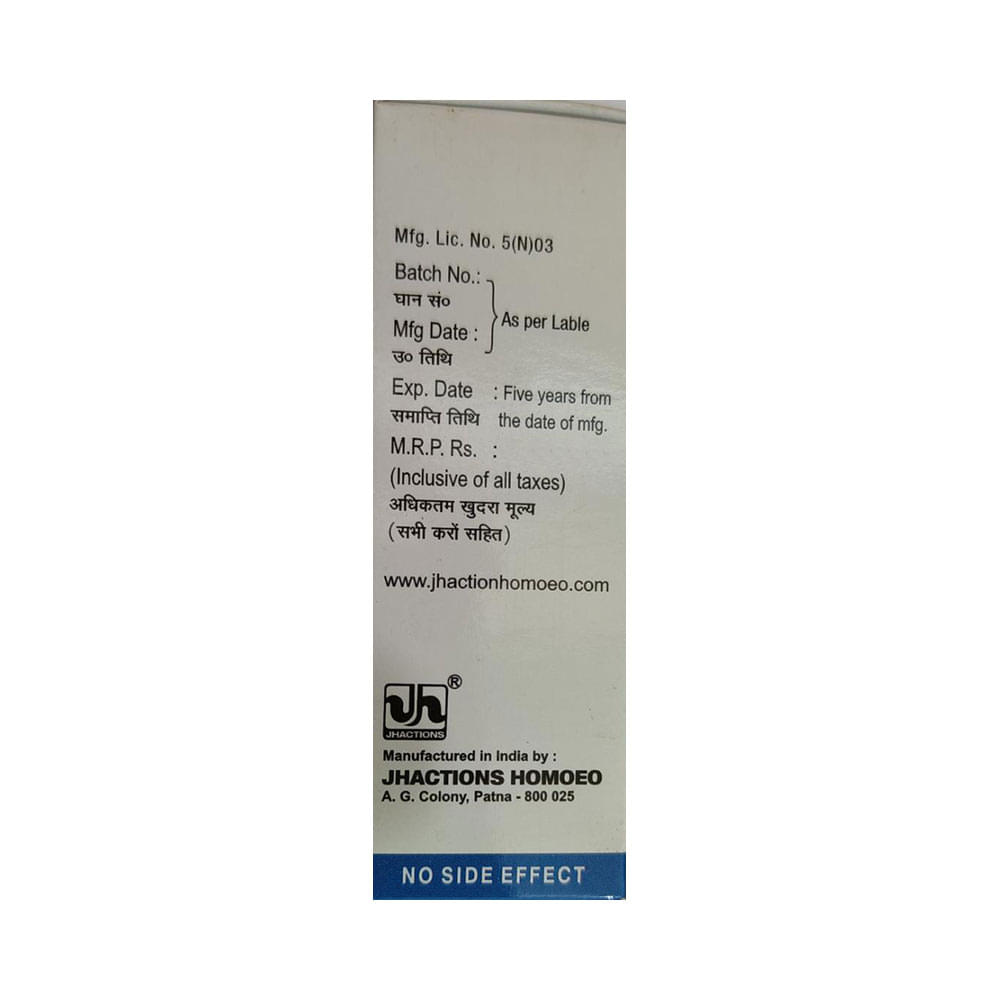 Mfg. Lic. No. 5(N)03
Batch No.:
घान सं०
Mfg Date :
उ० तिथि
As per Lable
Exp. Date : Five years from
समाप्ति तिथि the date of mfg.
M.R.P. Rs. :
(Inclusive of all taxes)
अधिकतम खुदरा मूल्य
(सभी करों सहित)
www.jhactionhomoeo.com
Jh ®
JHACTIONS
Manufactured in India by :
JHACTIONS HOMOEO
A. G. Colony, Patna - 800 025
NO SIDE EFFECT